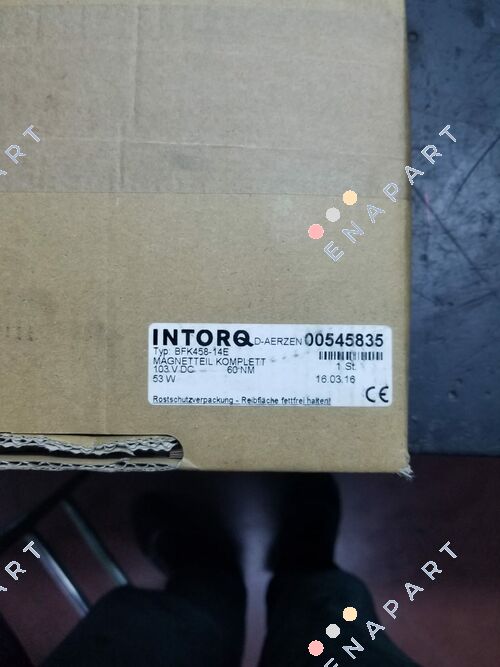 ENAPART
INTORQ D-AERZEN 00545835
Typ: BFK458-14E
MAGNETTEIL KOMPLETT
1 St.
103 V DC 60 NM
53 W 16.03.16
CE
Rostschutzverpackung - Reibfläche fettfrei halten!
ENAPART